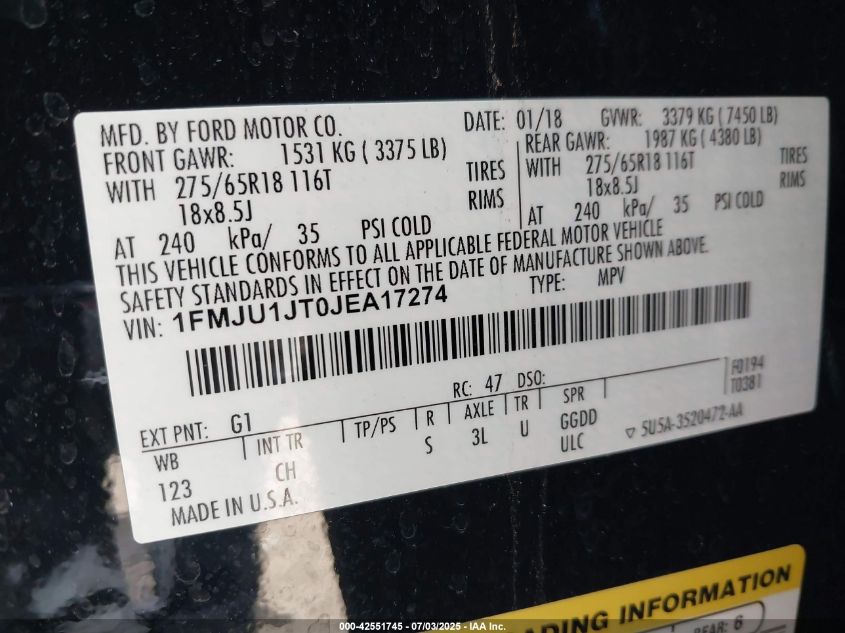 MFD. BY FORD MOTOR CO.
DATE: 01/18 GVWR: 3379 KG (7450 LB)
FRONT GAWR: 1531 KG (3375 LB)
REAR GAWR: 1987 KG (4380 LB)
WITH 275/65R18 116T TIRES
WITH 275/65R18 116T TIRES
18x8.5J RIMS
18x8.5J RIMS
AT 240 kPa/ 35 PSI COLD
AT 240 kPa/ 35 PSI COLD
THIS VEHICLE CONFORMS TO ALL APPLICABLE FEDERAL MOTOR VEHICLE
SAFETY STANDARDS IN EFFECT ON THE DATE OF MANUFACTURE SHOWN ABOVE.
VIN: 1FMJU1JT0JEA17274 TYPE: MPV
F0194
T0381
EXT PNT: G1 RC: 47 DSO:
WB INT TR TP/PS R AXLE TR SPR
123 CH S 3L U GGDD
ULC ▽ 5U5A-3520472-AA
MADE IN U.S.A.
ADING INFORMATION
REAR: 6
000-42551745 - 07/03/2025 - IAA Inc.